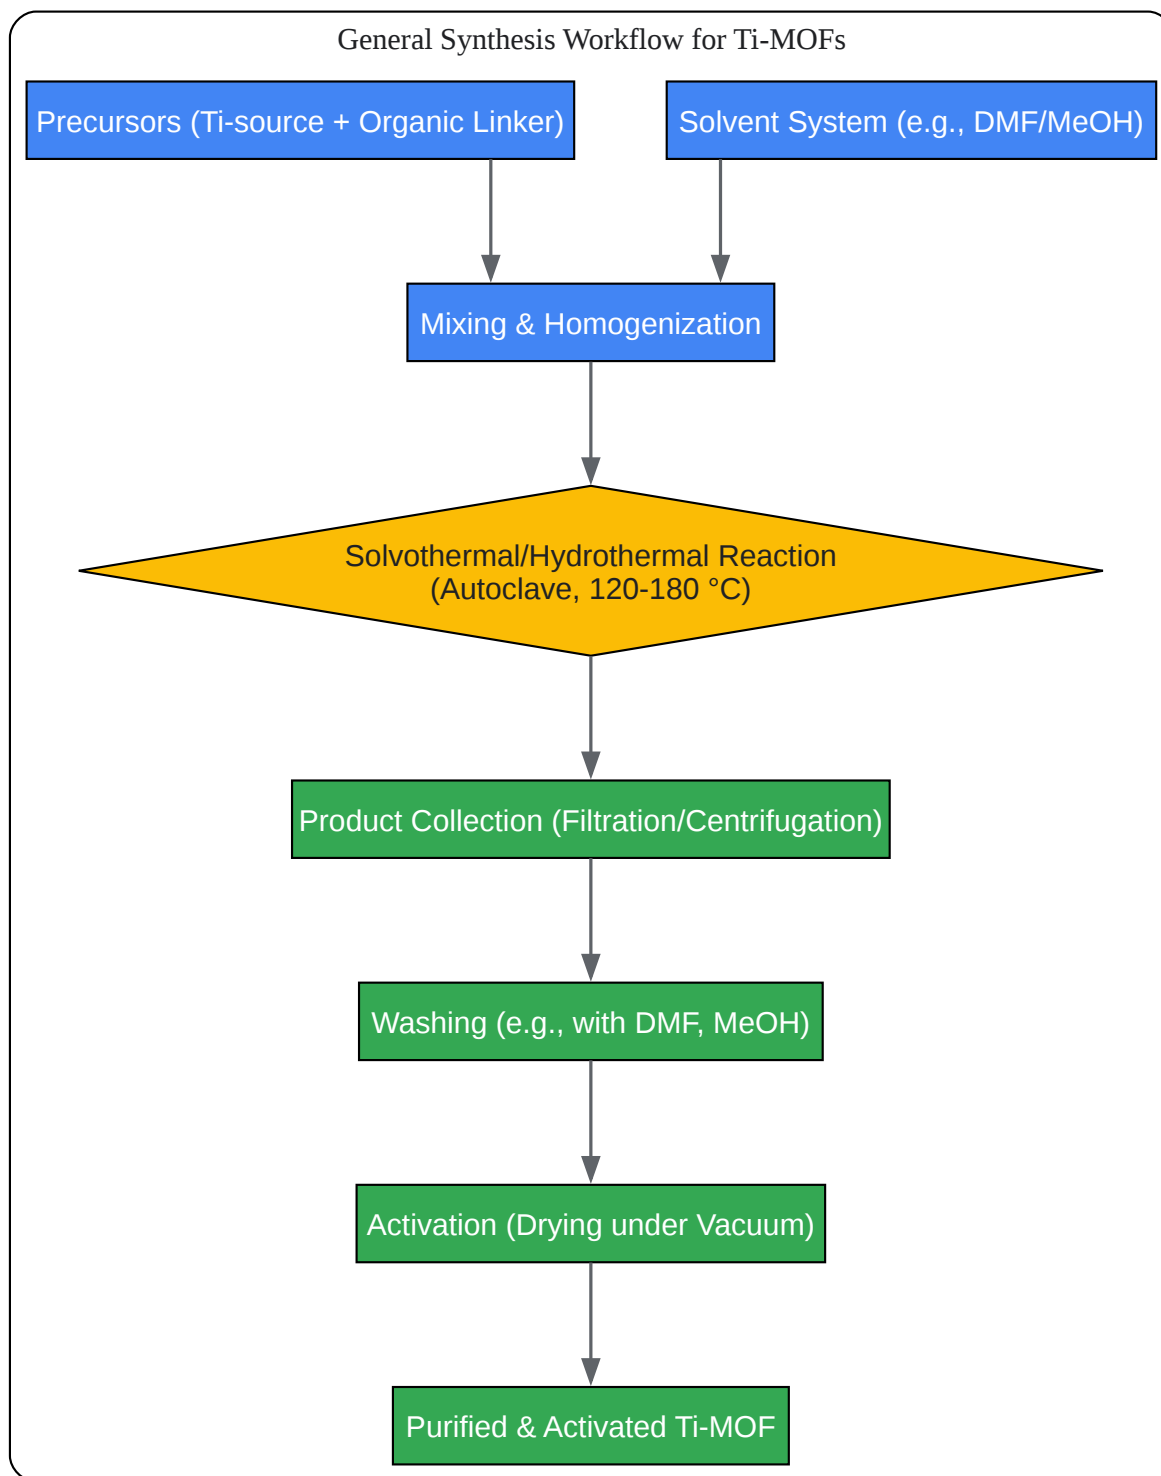 General Synthesis Workflow for Ti-MOFs
Precursors (Ti-source + Organic Linker)
Solvent System (e.g., DMF/MeOH)
Mixing & Homogenization
Solvothermal/Hydrothermal Reaction
(Autoclave, 120-180 °C)
Product Collection (Filtration/Centrifugation)
Washing (e.g., with DMF, MeOH)
Activation (Drying under Vacuum)
Purified & Activated Ti-MOF